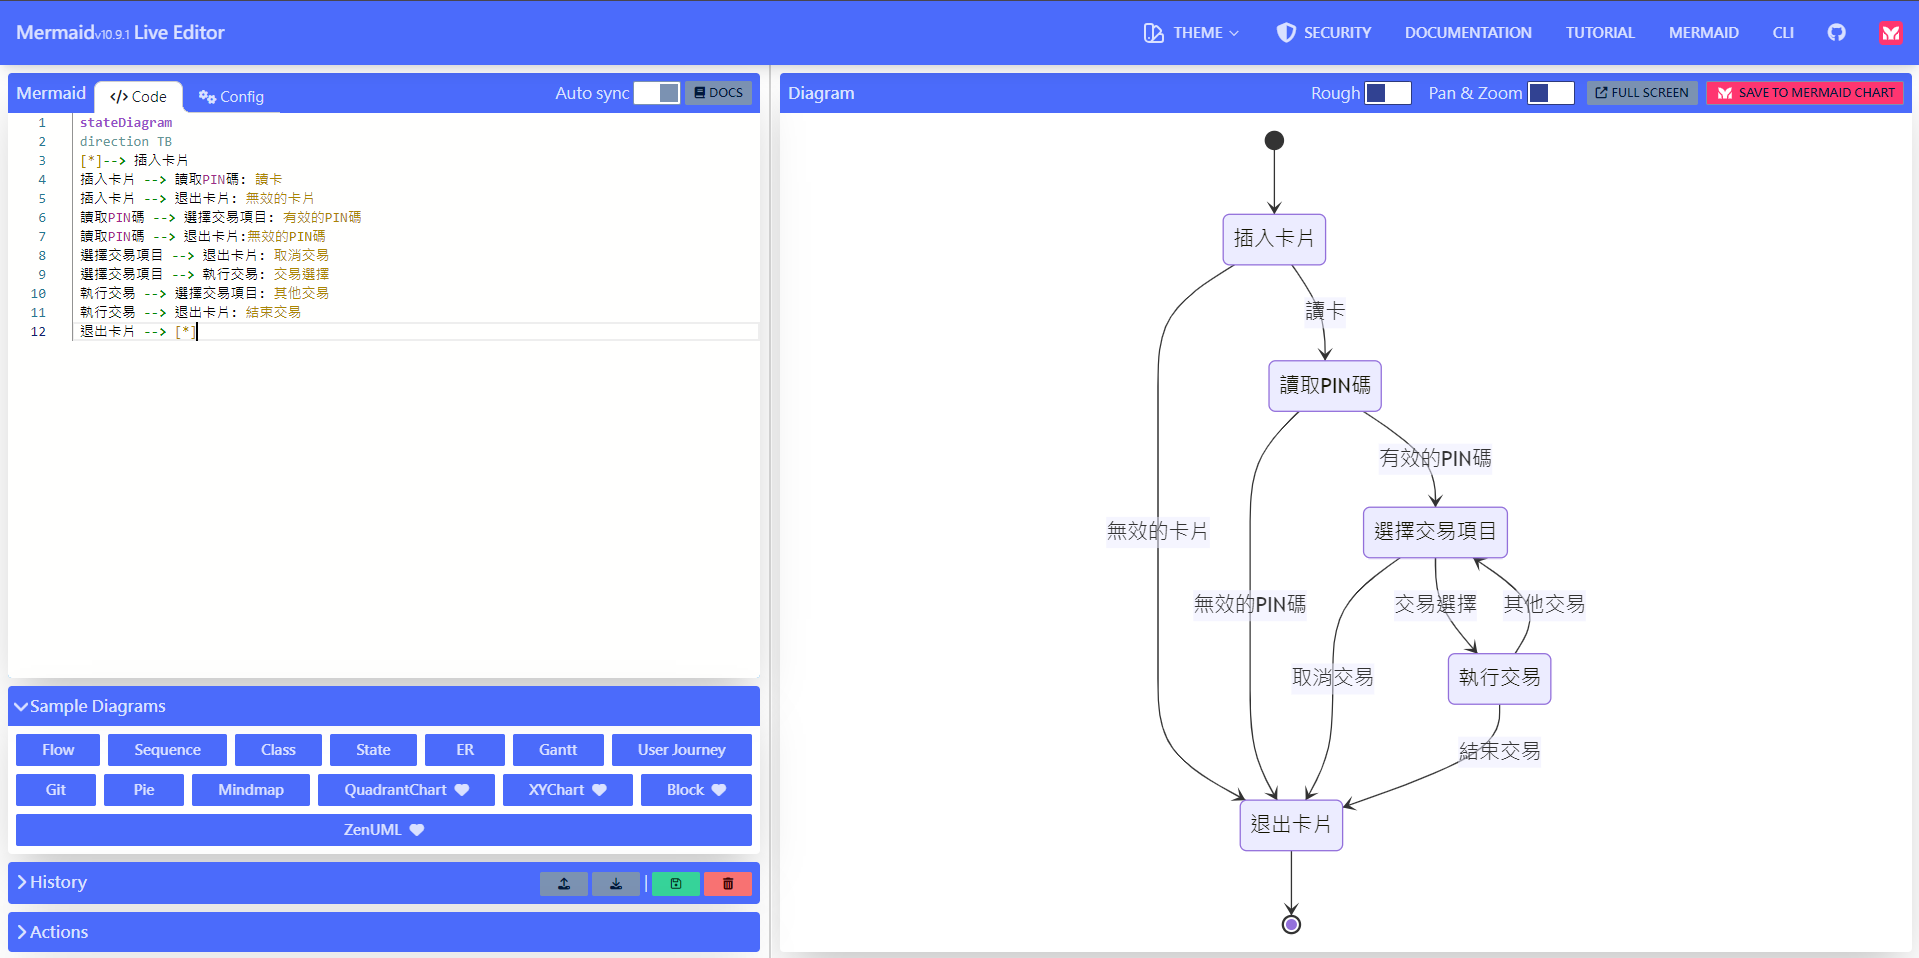 Mermaid v10.9.1 Live Editor
THEME
SECURITY
DOCUMENTATION
TUTORIAL
MERMAID
CLI
Mermaid
</> Code
Config
Auto sync
DOCS
1 stateDiagram
2 direction TB
3 [*]--> 插入卡片
4 插入卡片 --> 讀取PIN碼: 讀卡
5 插入卡片 --> 退出卡片: 無效的卡片
6 讀取PIN碼 --> 選擇交易項目: 有效的PIN碼
7 讀取PIN碼 --> 退出卡片:無效的PIN碼
8 選擇交易項目 --> 退出卡片: 取消交易
9 選擇交易項目 --> 執行交易: 交易選擇
10 執行交易 --> 選擇交易項目: 其他交易
11 執行交易 --> 退出卡片: 結束交易
12 退出卡片 --> [*]
Sample Diagrams
Flow
Sequence
Class
State
ER
Gantt
User Journey
Git
Pie
Mindmap
QuadrantChart
XYChart
Block
ZenUML
History
Actions
Diagram
Rough
Pan & Zoom
FULL SCREEN
SAVE TO MERMAID CHART
插入卡片
讀卡
讀取PIN碼
有效的PIN碼
選擇交易項目
無效的卡片
無效的PIN碼
交易選擇
其他交易
取消交易
執行交易
結束交易
退出卡片